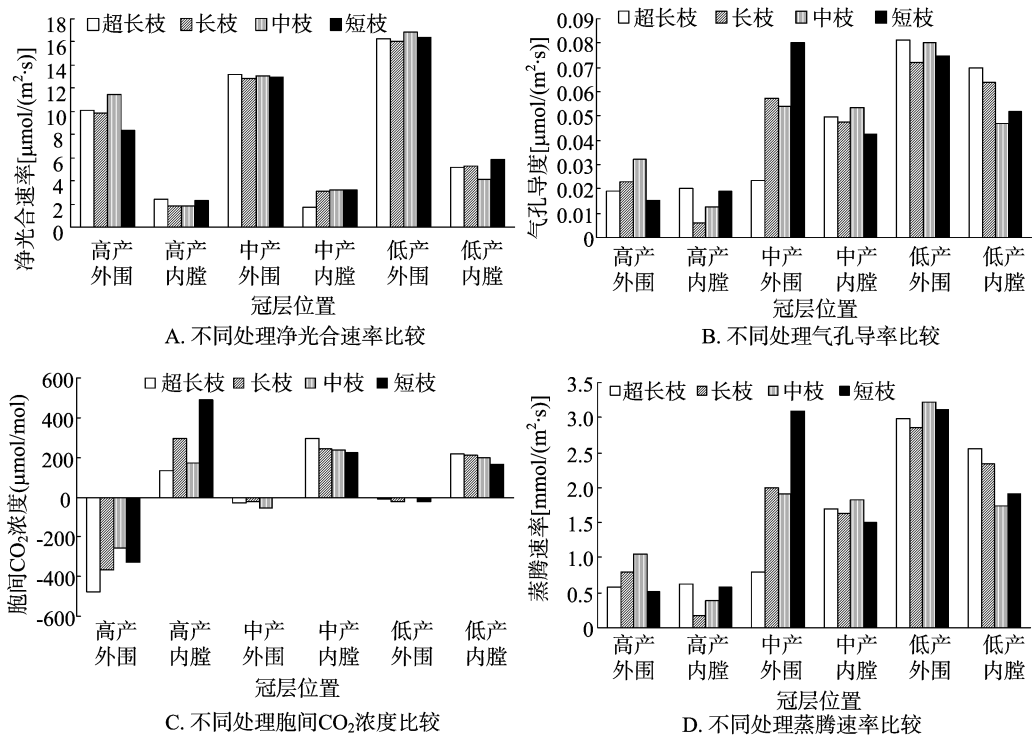 18
16
14
12
10
8
6
4
2
0
净光合速率[μmol/(m²·s)]
超长枝 长枝 中枝 短枝
高产 高产 中产 中产 低产 低产
外围 内膛 外围 内膛 外围 内膛
冠层位置
A. 不同处理净光合速率比较
0.09
0.08
0.07
0.06
0.05
0.04
0.03
0.02
0.01
0
气孔导度[μmol/(m²·s)]
超长枝 长枝 中枝 短枝
高产 高产 中产 中产 低产 低产
外围 内膛 外围 内膛 外围 内膛
冠层位置
B. 不同处理气孔导率比较
600
400
200
0
-200
-400
-600
胞间CO₂浓度(μmol/mol)
超长枝 长枝 中枝 短枝
高产 高产 中产 中产 低产 低产
外围 内膛 外围 内膛 外围 内膛
冠层位置
C. 不同处理胞间CO₂浓度比较
3.5
3.0
2.5
2.0
1.5
1.0
0.5
0
蒸腾速率[mmol/(m²·s)]
超长枝 长枝 中枝 短枝
高产 高产 中产 中产 低产 低产
外围 内膛 外围 内膛 外围 内膛
冠层位置
D. 不同处理蒸腾速率比较